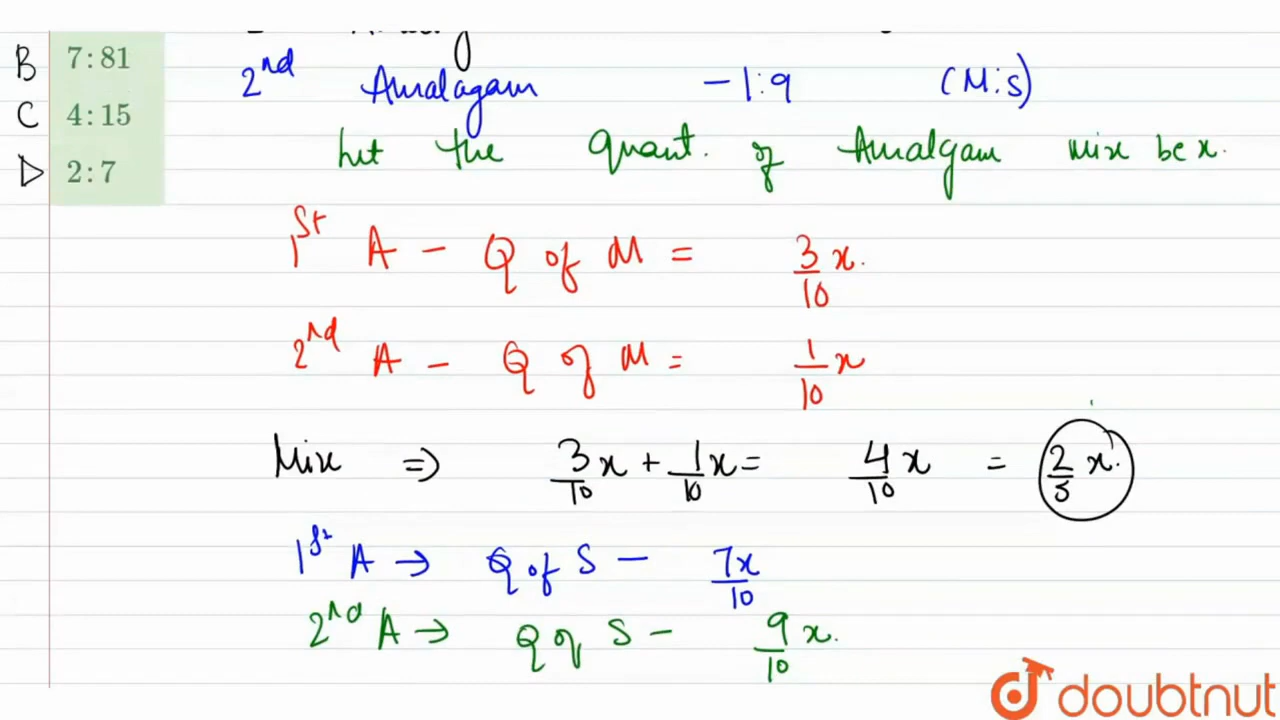 B 7:81
2nd Amalagam – 1:9 (M:S)
C 4:15
Let the Quant. of Amalgam mix be x.
D 2:7
1St A – Q of M = 3/10 x.
2nd A – Q of M = 1/10 x
Mix ⇒ 3/10 x + 1/10 x = 4/10 x = 2/5 x.
1St A → Q of S – 7x/10
2nd A → Q of S – 9/10 x.
doubtnut